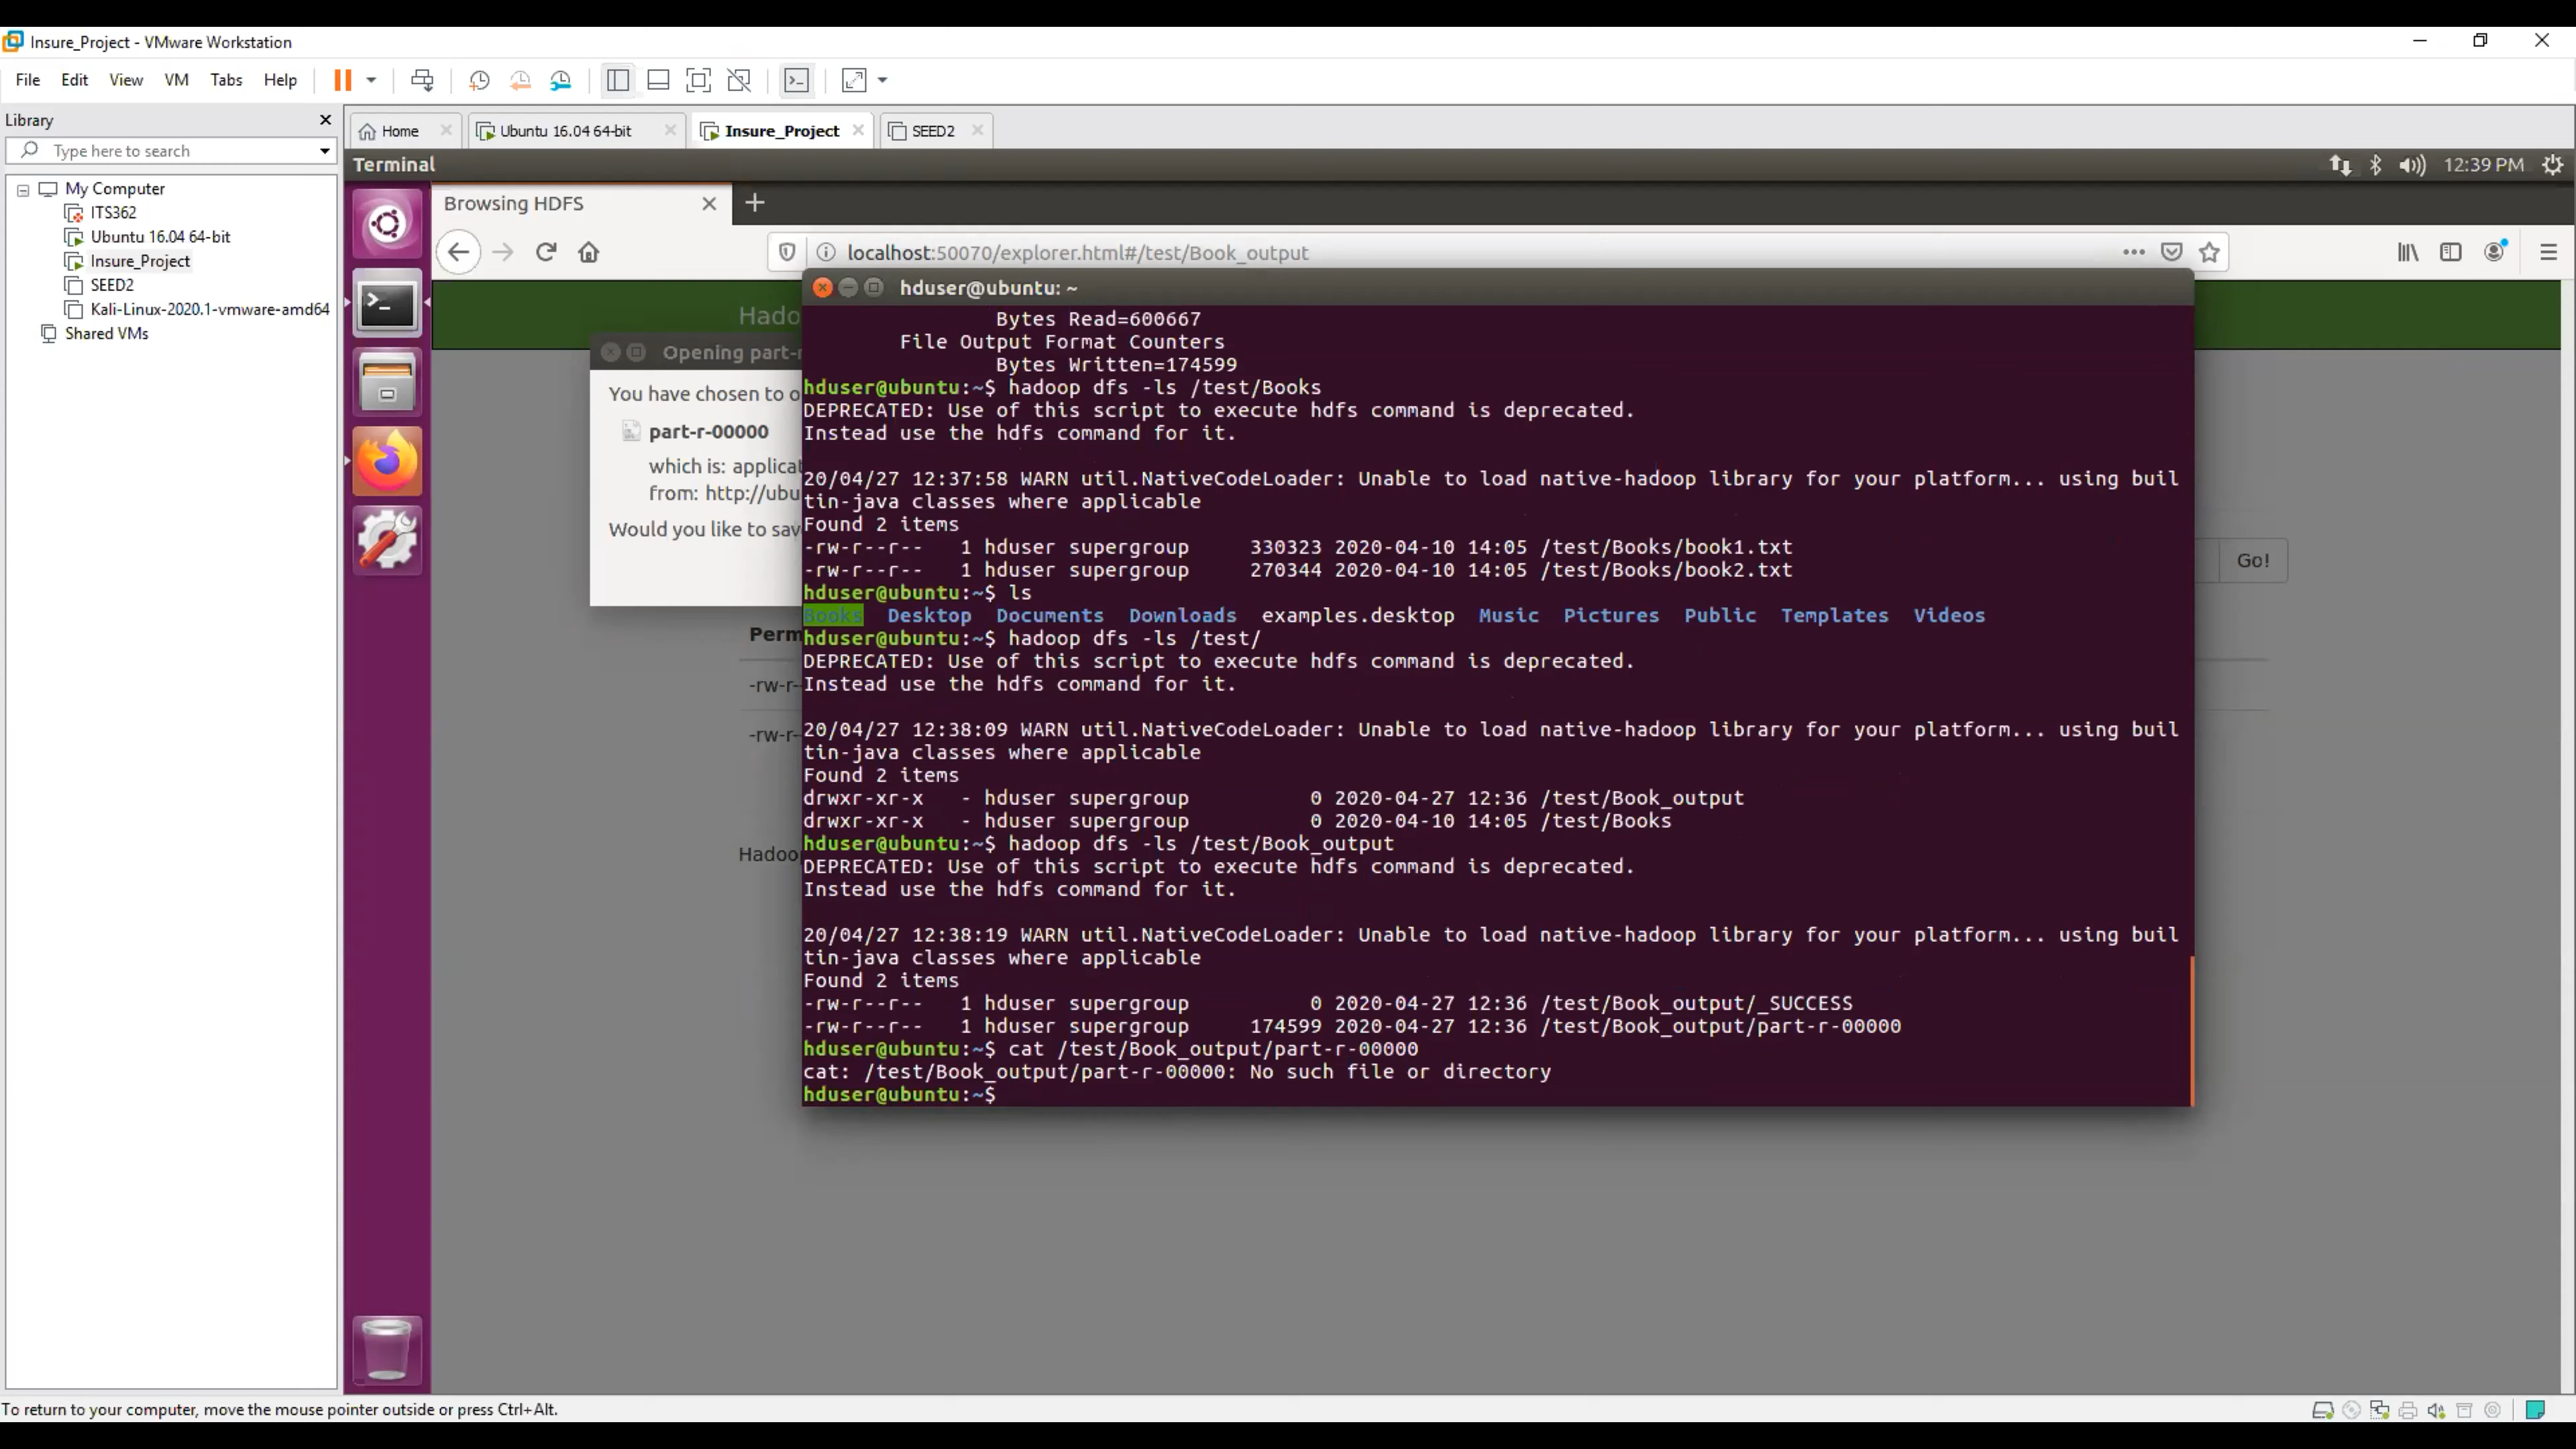 Insure_Project - VMware Workstation
File Edit View VM Tabs Help
Library
Type here to search
My Computer
ITS362
Ubuntu 16.04 64-bit
Insure_Project
SEED2
Kali-Linux-2020.1-vmware-amd64
Shared VMs
Home Ubuntu 16.04 64-bit Insure_Project SEED2
Terminal 12:39 PM
Browsing HDFS
localhost:50070/explorer.html#/test/Book_output
Hado
Opening part-r
You have chosen to o
part-r-00000
which is: applicat
from: http://ubu
Would you like to sav
Perm
-rw-r-
-rw-r-
Hadoo
Go!
hduser@ubuntu: ~
Bytes Read=600667
File Output Format Counters
Bytes Written=174599
hduser@ubuntu:~$ hadoop dfs -ls /test/Books
DEPRECATED: Use of this script to execute hdfs command is deprecated.
Instead use the hdfs command for it.
20/04/27 12:37:58 WARN util.NativeCodeLoader: Unable to load native-hadoop library for your platform... using buil
tin-java classes where applicable
Found 2 items
-rw-r--r--   1 hduser supergroup     330323 2020-04-10 14:05 /test/Books/book1.txt
-rw-r--r--   1 hduser supergroup     270344 2020-04-10 14:05 /test/Books/book2.txt
hduser@ubuntu:~$ ls
Books  Desktop  Documents  Downloads  examples.desktop  Music  Pictures  Public  Templates  Videos
hduser@ubuntu:~$ hadoop dfs -ls /test/
DEPRECATED: Use of this script to execute hdfs command is deprecated.
Instead use the hdfs command for it.
20/04/27 12:38:09 WARN util.NativeCodeLoader: Unable to load native-hadoop library for your platform... using buil
tin-java classes where applicable
Found 2 items
drwxr-xr-x   - hduser supergroup          0 2020-04-27 12:36 /test/Book_output
drwxr-xr-x   - hduser supergroup          0 2020-04-10 14:05 /test/Books
hduser@ubuntu:~$ hadoop dfs -ls /test/Book_output
DEPRECATED: Use of this script to execute hdfs command is deprecated.
Instead use the hdfs command for it.
20/04/27 12:38:19 WARN util.NativeCodeLoader: Unable to load native-hadoop library for your platform... using buil
tin-java classes where applicable
Found 2 items
-rw-r--r--   1 hduser supergroup          0 2020-04-27 12:36 /test/Book_output/_SUCCESS
-rw-r--r--   1 hduser supergroup     174599 2020-04-27 12:36 /test/Book_output/part-r-00000
hduser@ubuntu:~$ cat /test/Book_output/part-r-00000
cat: /test/Book_output/part-r-00000: No such file or directory
hduser@ubuntu:~$
To return to your computer, move the mouse pointer outside or press Ctrl+Alt.